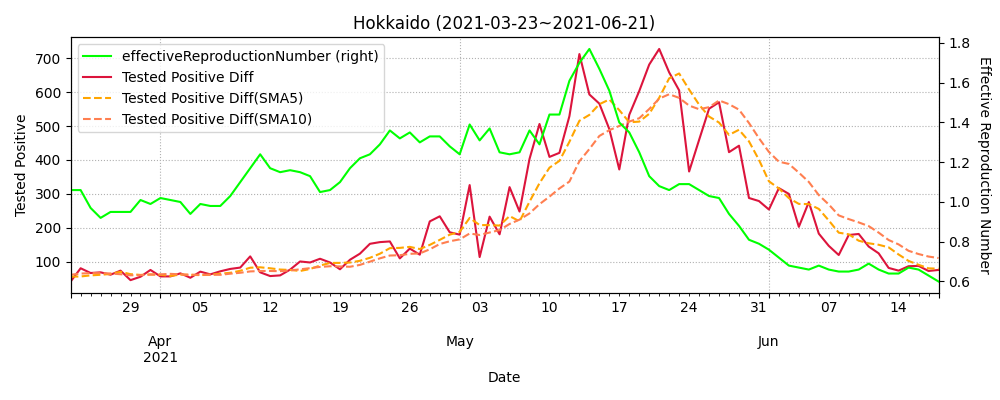 Hokkaido (2021-03-23~2021-06-21)
effectiveReproductionNumber (right)
Tested Positive Diff
Tested Positive Diff(SMA5)
Tested Positive Diff(SMA10)
Tested Positive
700
600
500
400
300
200
100
1.8
1.6
1.4
1.2
1.0
0.8
0.6
Effective Reproduction Number
29 05 12 19 26 03 10 17 24 31 07 14
Apr May Jun
2021
Date